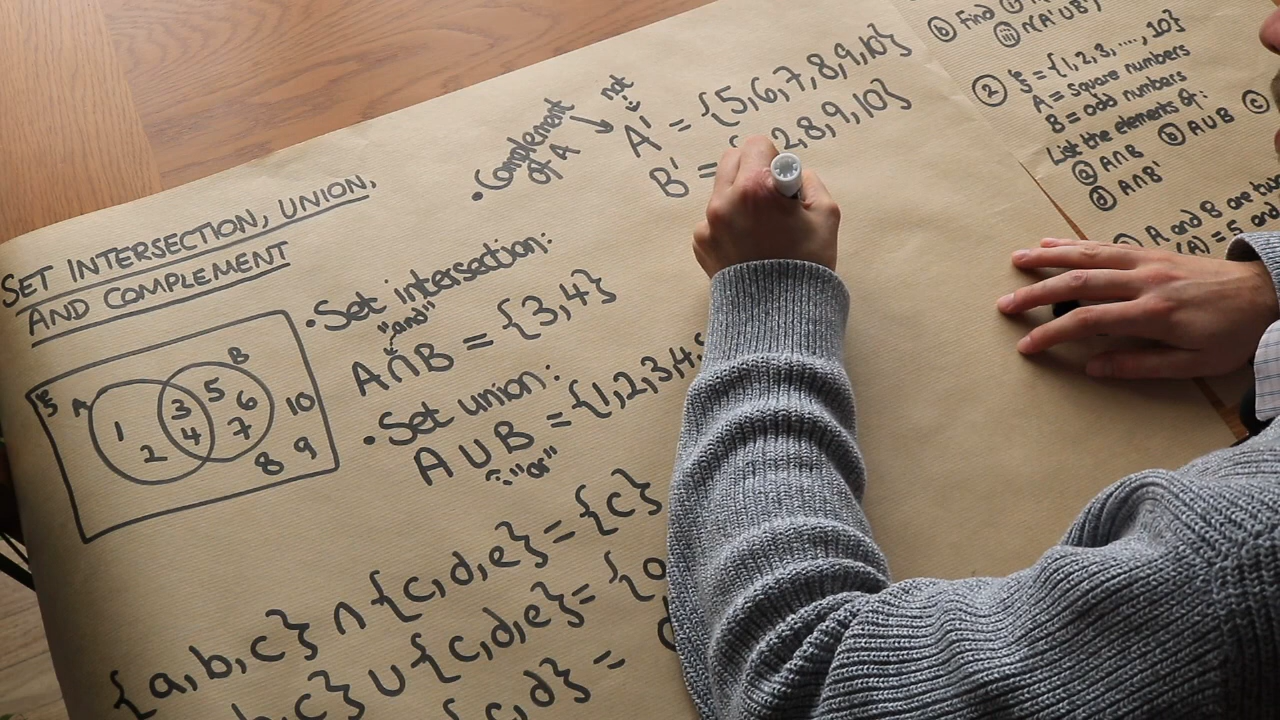 SET INTERSECTION, UNION,
AND COMPLEMENT
ξ A B
1 2 3 4 5 6 7 8 9 10
• Set intersection:
"and"
A∩B = {3,4}
• Set union:
A∪B = {1,2,3,4,
"or"
{a,b,c} ∩ {c,d,e} = {c}
b,c} ∪ {c,d,e} =
c,d} =
• Complement
of A
not
A' = {5,6,7,8,9,10}
B' = 2,8,9,10}
ⓑ Find ⓘ
ⅲ n(A'∪B')
② ξ = {1,2,3,....,10}
A = square numbers
B = odd numbers
List the elements of:
ⓐ A∩B ⓑ A∪B ⓒ
ⓓ A∩B'
A and B are
(A) = 5 and